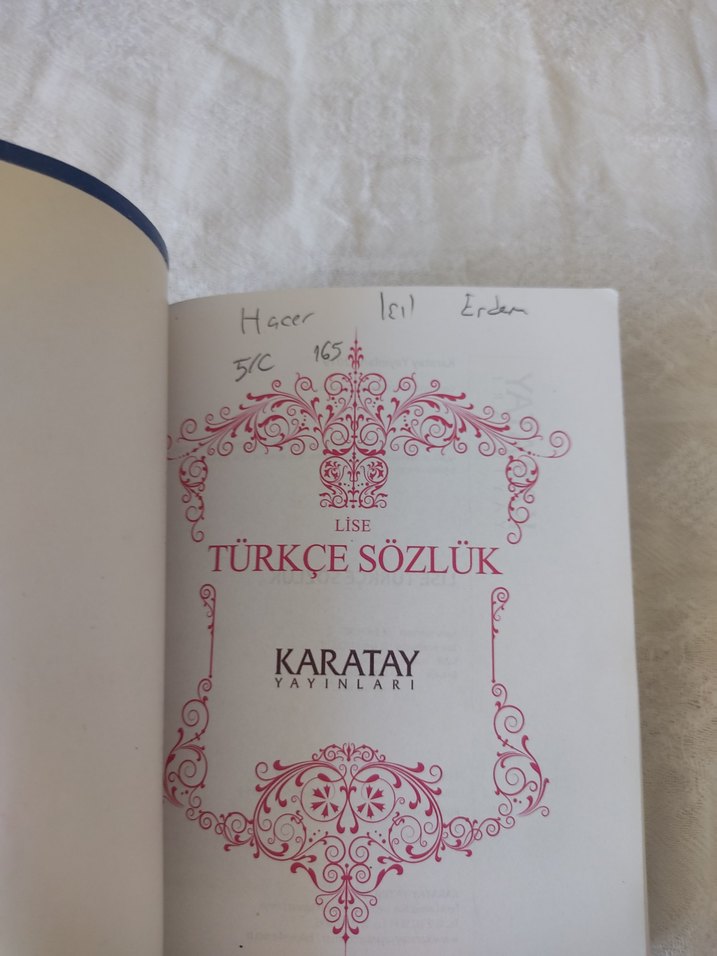 Hacer Işıl Erdem
5/C 165
LİSE
TÜRKÇE SÖZLÜK
KARATAY
YAYINLARI